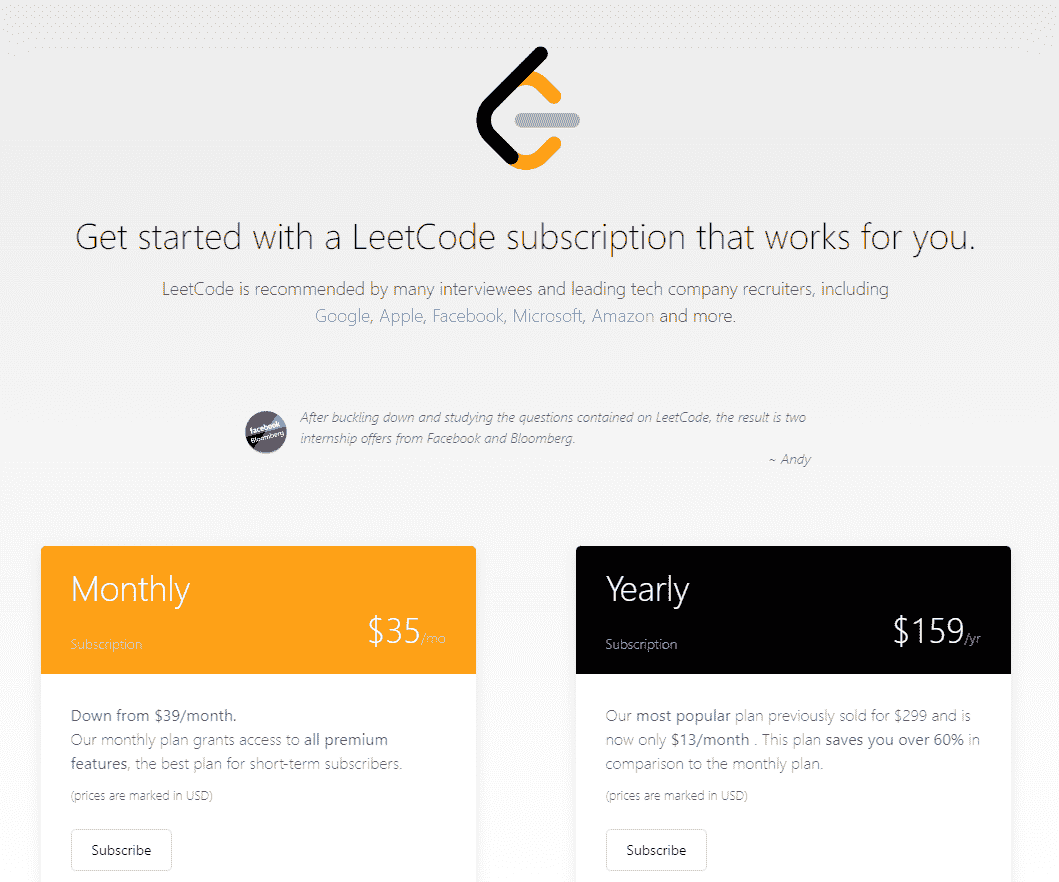 Get started with a LeetCode subscription that works for you.
LeetCode is recommended by many interviewees and leading tech company recruiters, including
Google, Apple, Facebook, Microsoft, Amazon and more.
facebook
Bloomberg
After buckling down and studying the questions contained on LeetCode, the result is two
internship offers from Facebook and Bloomberg.
~ Andy
Monthly
Subscription
$35/mo
Down from $39/month.
Our monthly plan grants access to all premium
features, the best plan for short-term subscribers.
(prices are marked in USD)
Subscribe
Yearly
Subscription
$159/yr
Our most popular plan previously sold for $299 and is
now only $13/month . This plan saves you over 60% in
comparison to the monthly plan.
(prices are marked in USD)
Subscribe